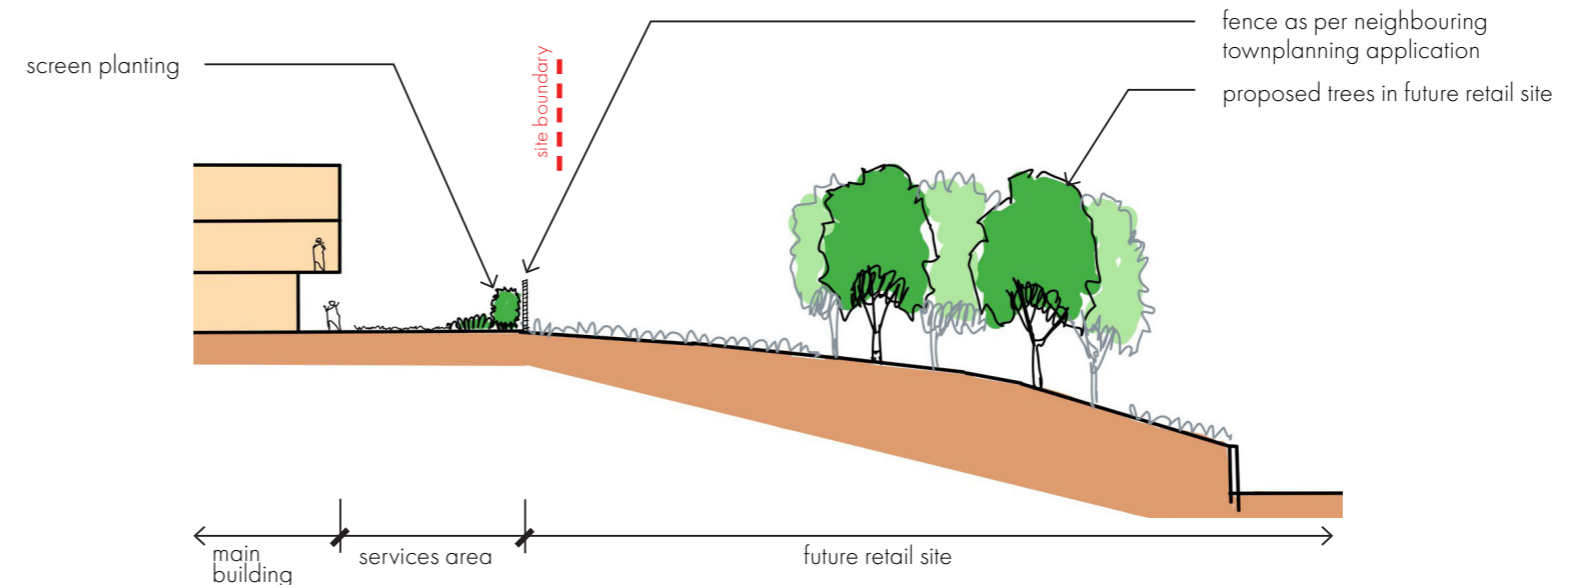 screen planting
site boundary
fence as per neighbouring
townplanning application
proposed trees in future retail site
main
building
services area
future retail site